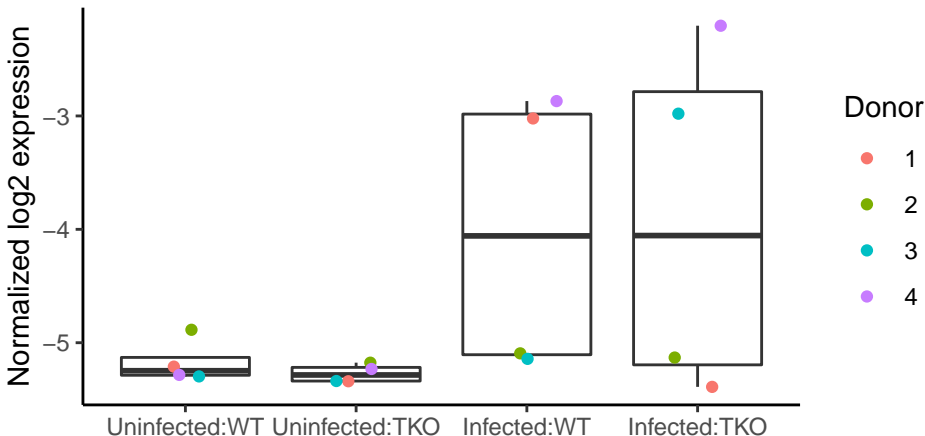 Normalized log2 expression
−3
−4
−5
Uninfected:WT
Uninfected:TKO
Infected:WT
Infected:TKO
Donor
1
2
3
4